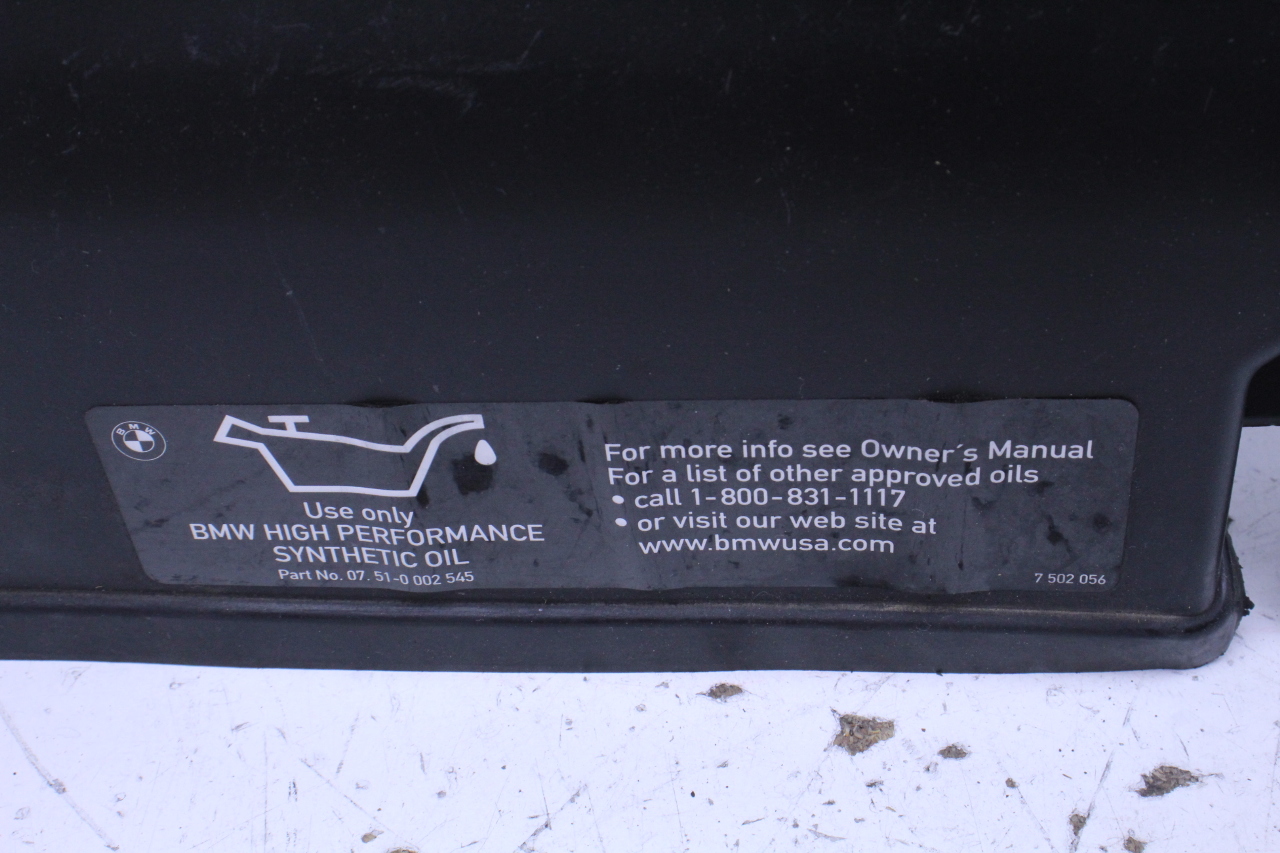 BMW
Use only
BMW HIGH PERFORMANCE
SYNTHETIC OIL
Part No. 07. 51-0 002 545
For more info see Owner´s Manual
For a list of other approved oils
• call 1-800-831-1117
• or visit our web site at
www.bmwusa.com
7 502 056